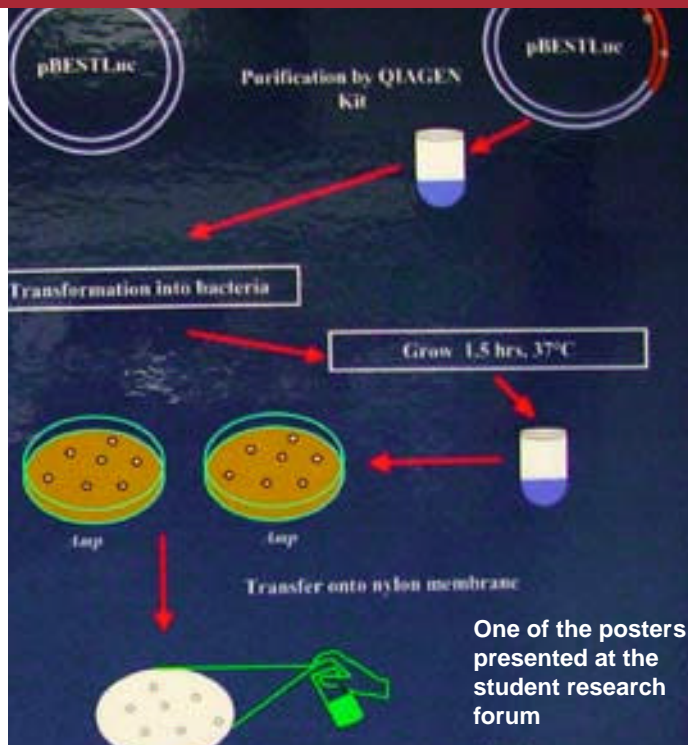 pBESTLuc
pBESTLuc
Purification by QIAGEN
Kit
Transformation into bacteria
Grow 1.5 hrs, 37°C
Amp
Amp
Transfer onto nylon membrane
One of the posters
presented at the
student research
forum